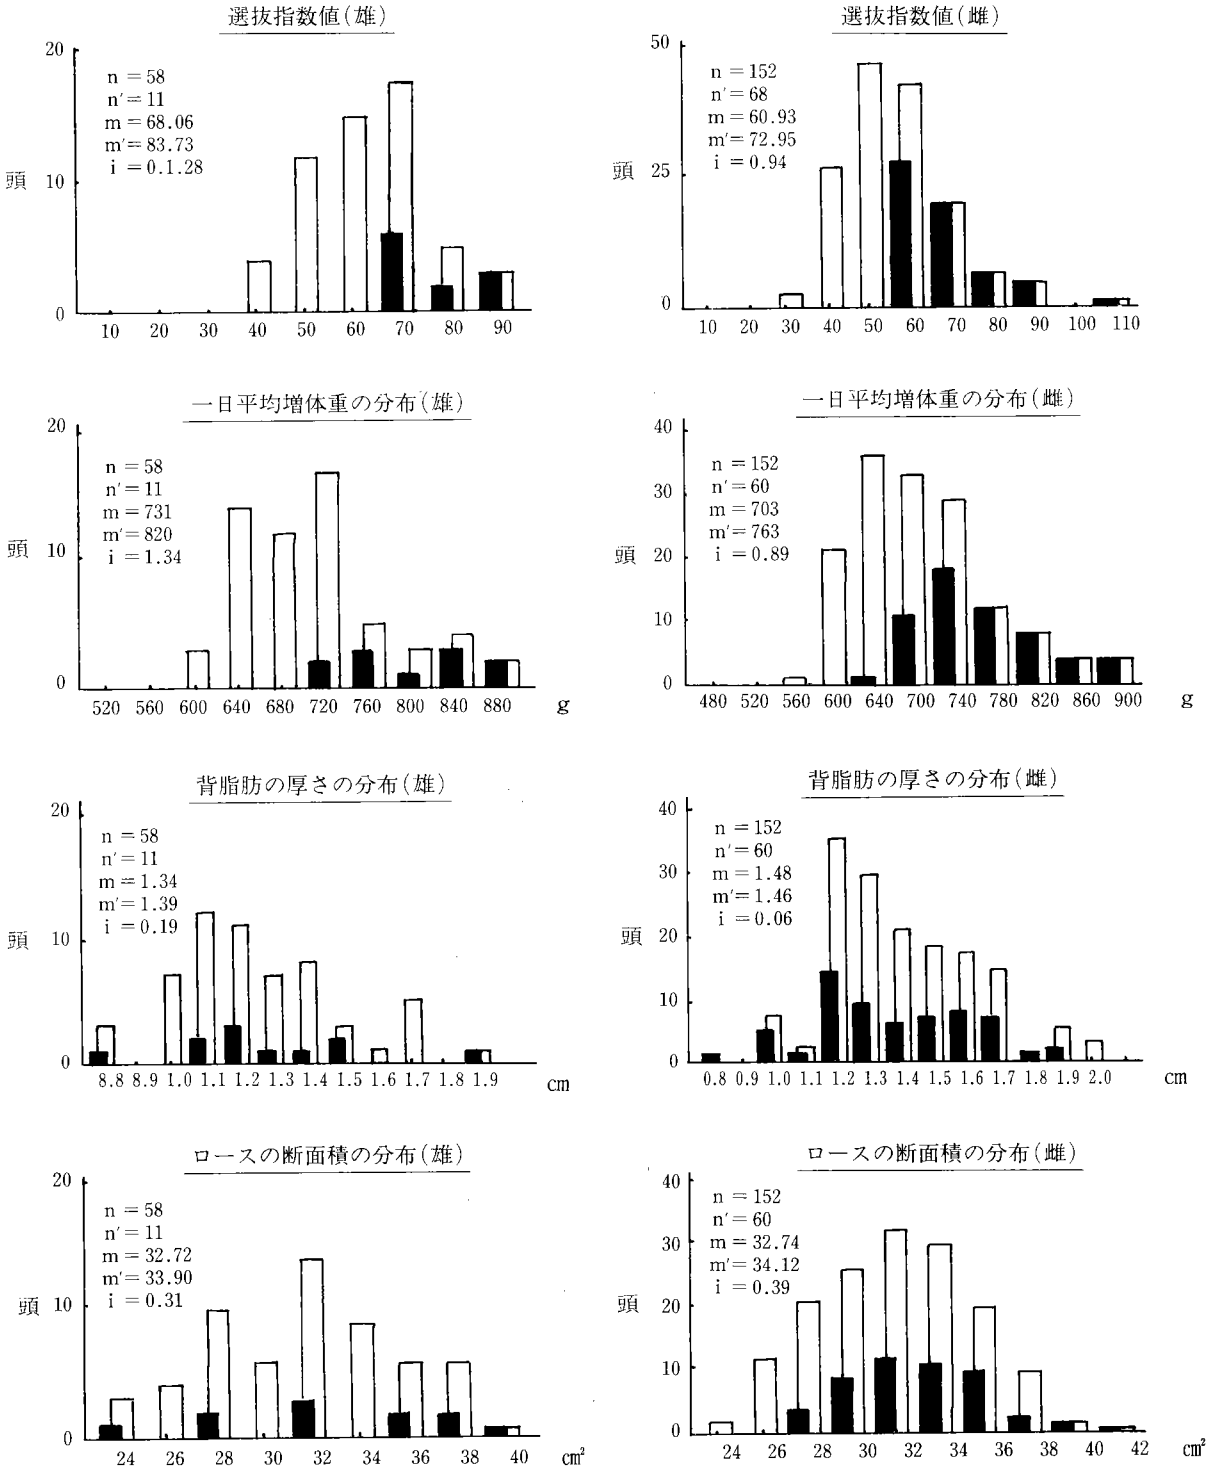 選抜指数値(雄)
20
10
0
頭
n = 58
n′= 11
m = 68.06
m′= 83.73
i = 0.1.28
10 20 30 40 50 60 70 80 90
選抜指数値(雌)
50
25
0
頭
n = 152
n′= 68
m = 60.93
m′= 72.95
i = 0.94
10 20 30 40 50 60 70 80 90 100 110
一日平均増体重の分布(雄)
20
10
0
頭
n = 58
n′= 11
m = 731
m′= 820
i = 1.34
520 560 600 640 680 720 760 800 840 880 g
一日平均増体重の分布(雌)
40
30
20
10
0
頭
n = 152
n′= 60
m = 703
m′= 763
i = 0.89
480 520 560 600 640 700 740 780 820 860 900 g
背脂肪の厚さの分布(雄)
20
10
0
頭
n = 58
n′= 11
m = 1.34
m′= 1.39
i = 0.19
8.8 8.9 1.0 1.1 1.2 1.3 1.4 1.5 1.6 1.7 1.8 1.9 cm
背脂肪の厚さの分布(雌)
40
30
20
10
0
頭
n = 152
n′= 60
m = 1.48
m′= 1.46
i = 0.06
0.8 0.9 1.0 1.1 1.2 1.3 1.4 1.5 1.6 1.7 1.8 1.9 2.0 cm
ロースの断面積の分布(雄)
20
10
0
頭
n = 58
n′= 11
m = 32.72
m′= 33.90
i = 0.31
24 26 28 30 32 34 36 38 40 cm²
ロースの断面積の分布(雌)
40
30
20
10
0
頭
n = 152
n′= 60
m = 32.74
m′= 34.12
i = 0.39
24 26 28 30 32 34 36 38 40 42 cm²